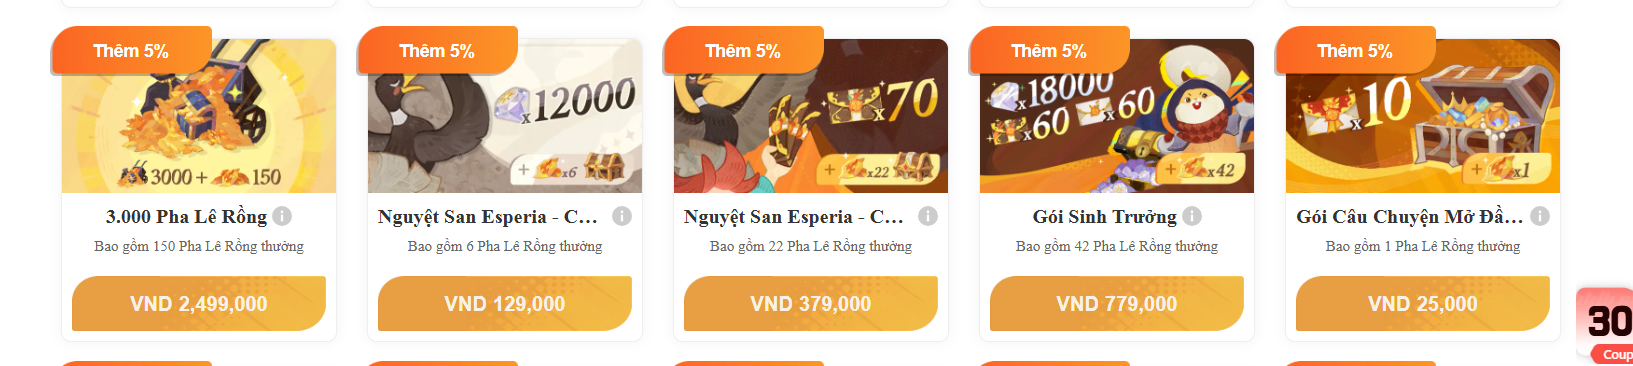 Thêm 5%
Thêm 5%
Thêm 5%
Thêm 5%
Thêm 5%
3000 + 150
x12000
+ x6
x70
+ x22
x18000
x60 x60
+ x42
x10
+ x1
3.000 Pha Lê Rồng
Nguyệt San Esperia - C...
Nguyệt San Esperia - C...
Gói Sinh Trưởng
Gói Câu Chuyện Mở Đầ...
Bao gồm 150 Pha Lê Rồng thưởng
Bao gồm 6 Pha Lê Rồng thưởng
Bao gồm 22 Pha Lê Rồng thưởng
Bao gồm 42 Pha Lê Rồng thưởng
Bao gồm 1 Pha Lê Rồng thưởng
VND 2,499,000
VND 129,000
VND 379,000
VND 779,000
VND 25,000
30
Coup